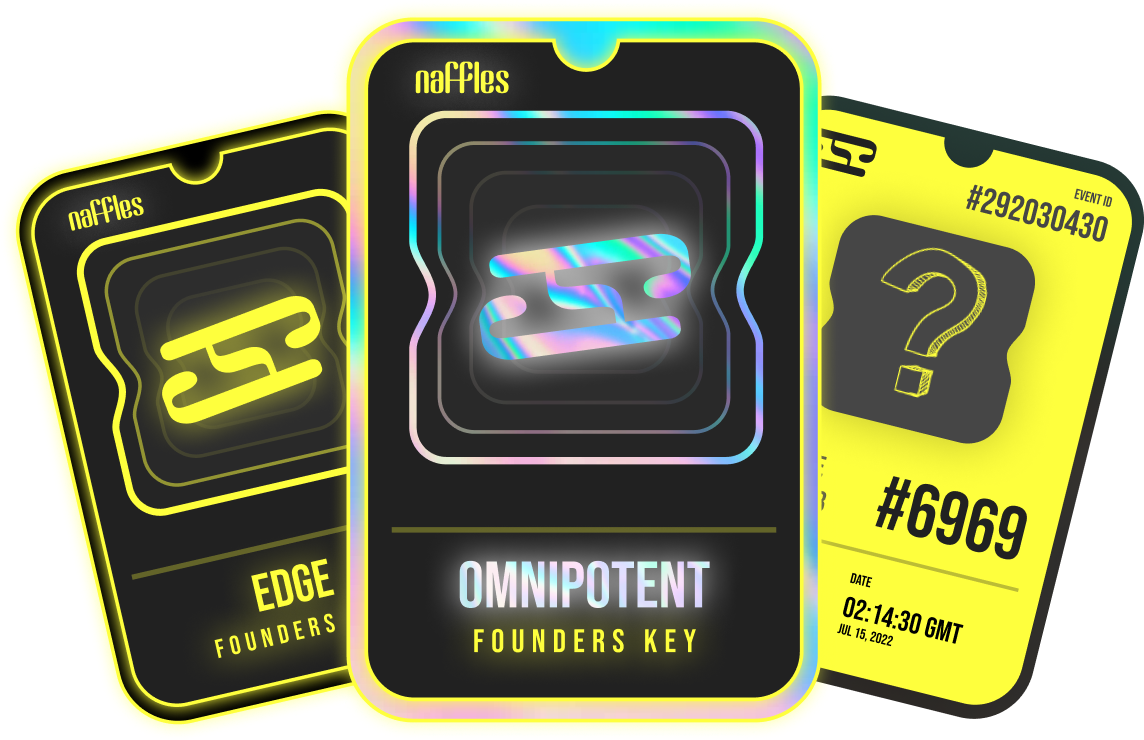 naffles
EDGE
FOUNDERS
naffles
OMNIPOTENT
FOUNDERS KEY
EVENT ID
#292030430
?
#6969
DATE
02:14:30 GMT
JUL 15, 2022